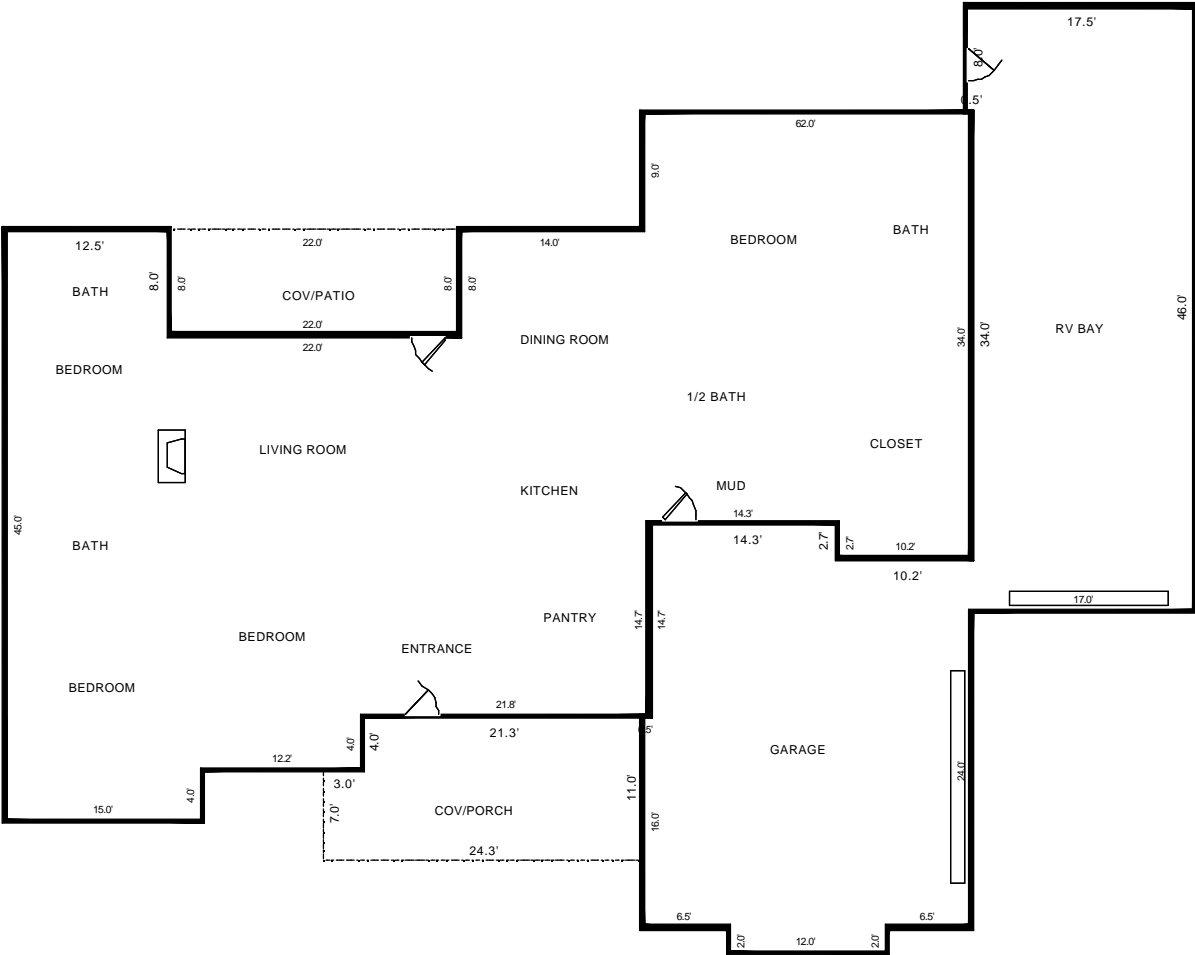 17.5'
8.0'
62.0'
9.0'
BEDROOM
BATH
12.5'
22.0'
14.0'
8.0'
8.0'
8.0'
8.0'
BATH
COV/PATIO
46.0'
22.0'
22.0'
DINING ROOM
34.0'
34.0'
RV BAY
BEDROOM
1/2 BATH
LIVING ROOM
CLOSET
KITCHEN
MUD
45.0'
14.3'
14.3'
2.7'
2.7'
10.2'
10.2'
BATH
17.0'
PANTRY
14.7'
14.7'
BEDROOM
ENTRANCE
BEDROOM
21.8'
21.3'
4.0'
4.0'
GARAGE
12.2'
3.0'
24.0'
4.0'
15.0'
7.0'
COV/PORCH
11.0'
16.0'
24.3'
6.5'
6.5'
2.0'
12.0'
2.0'